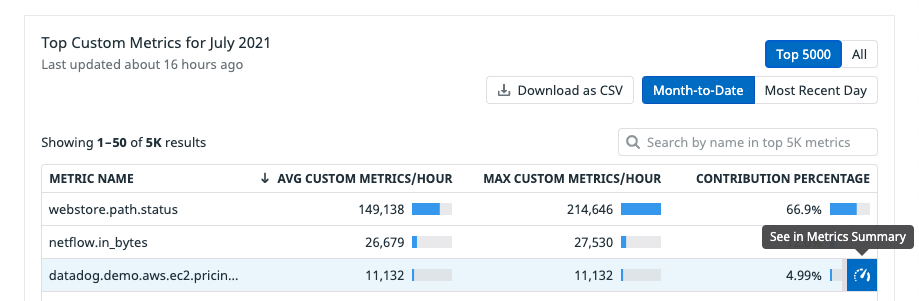 Top Custom Metrics for July 2021
Last updated about 16 hours ago
Top 5000 All
Download as CSV Month-to-Date Most Recent Day
Showing 1–50 of 5K results
Search by name in top 5K metrics
METRIC NAME ↓ AVG CUSTOM METRICS/HOUR MAX CUSTOM METRICS/HOUR CONTRIBUTION PERCENTAGE
webstore.path.status 149,138 214,646 66.9%
netflow.in_bytes 26,679 27,530
See in Metrics Summary
datadog.demo.aws.ec2.pricin... 11,132 11,132 4.99%